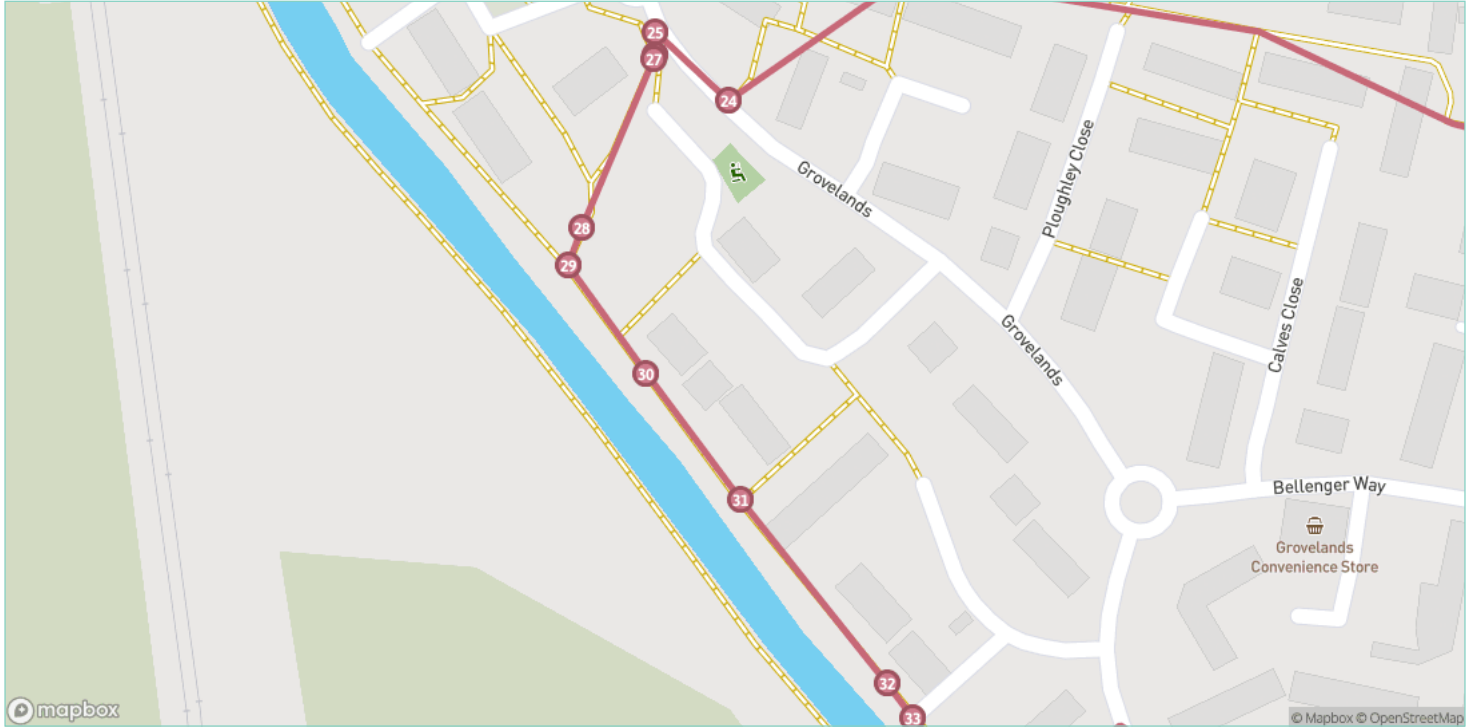 25
27
24
Grovelands
Ploughley Close
28
29
Grovelands
Calves Close
30
31
Bellenger Way
Grovelands
Convenience Store
32
33
mapbox
© Mapbox © OpenStreetMap